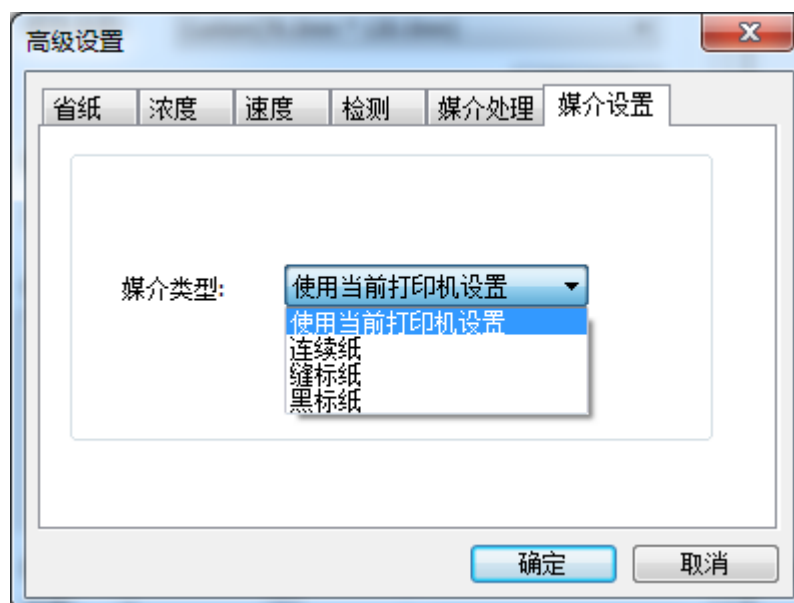 高级设置
省纸 浓度 速度 检测 媒介处理 媒介设置
媒介类型: 使用当前打印机设置
使用当前打印机设置
连续纸
缝标纸
黑标纸
确定 取消